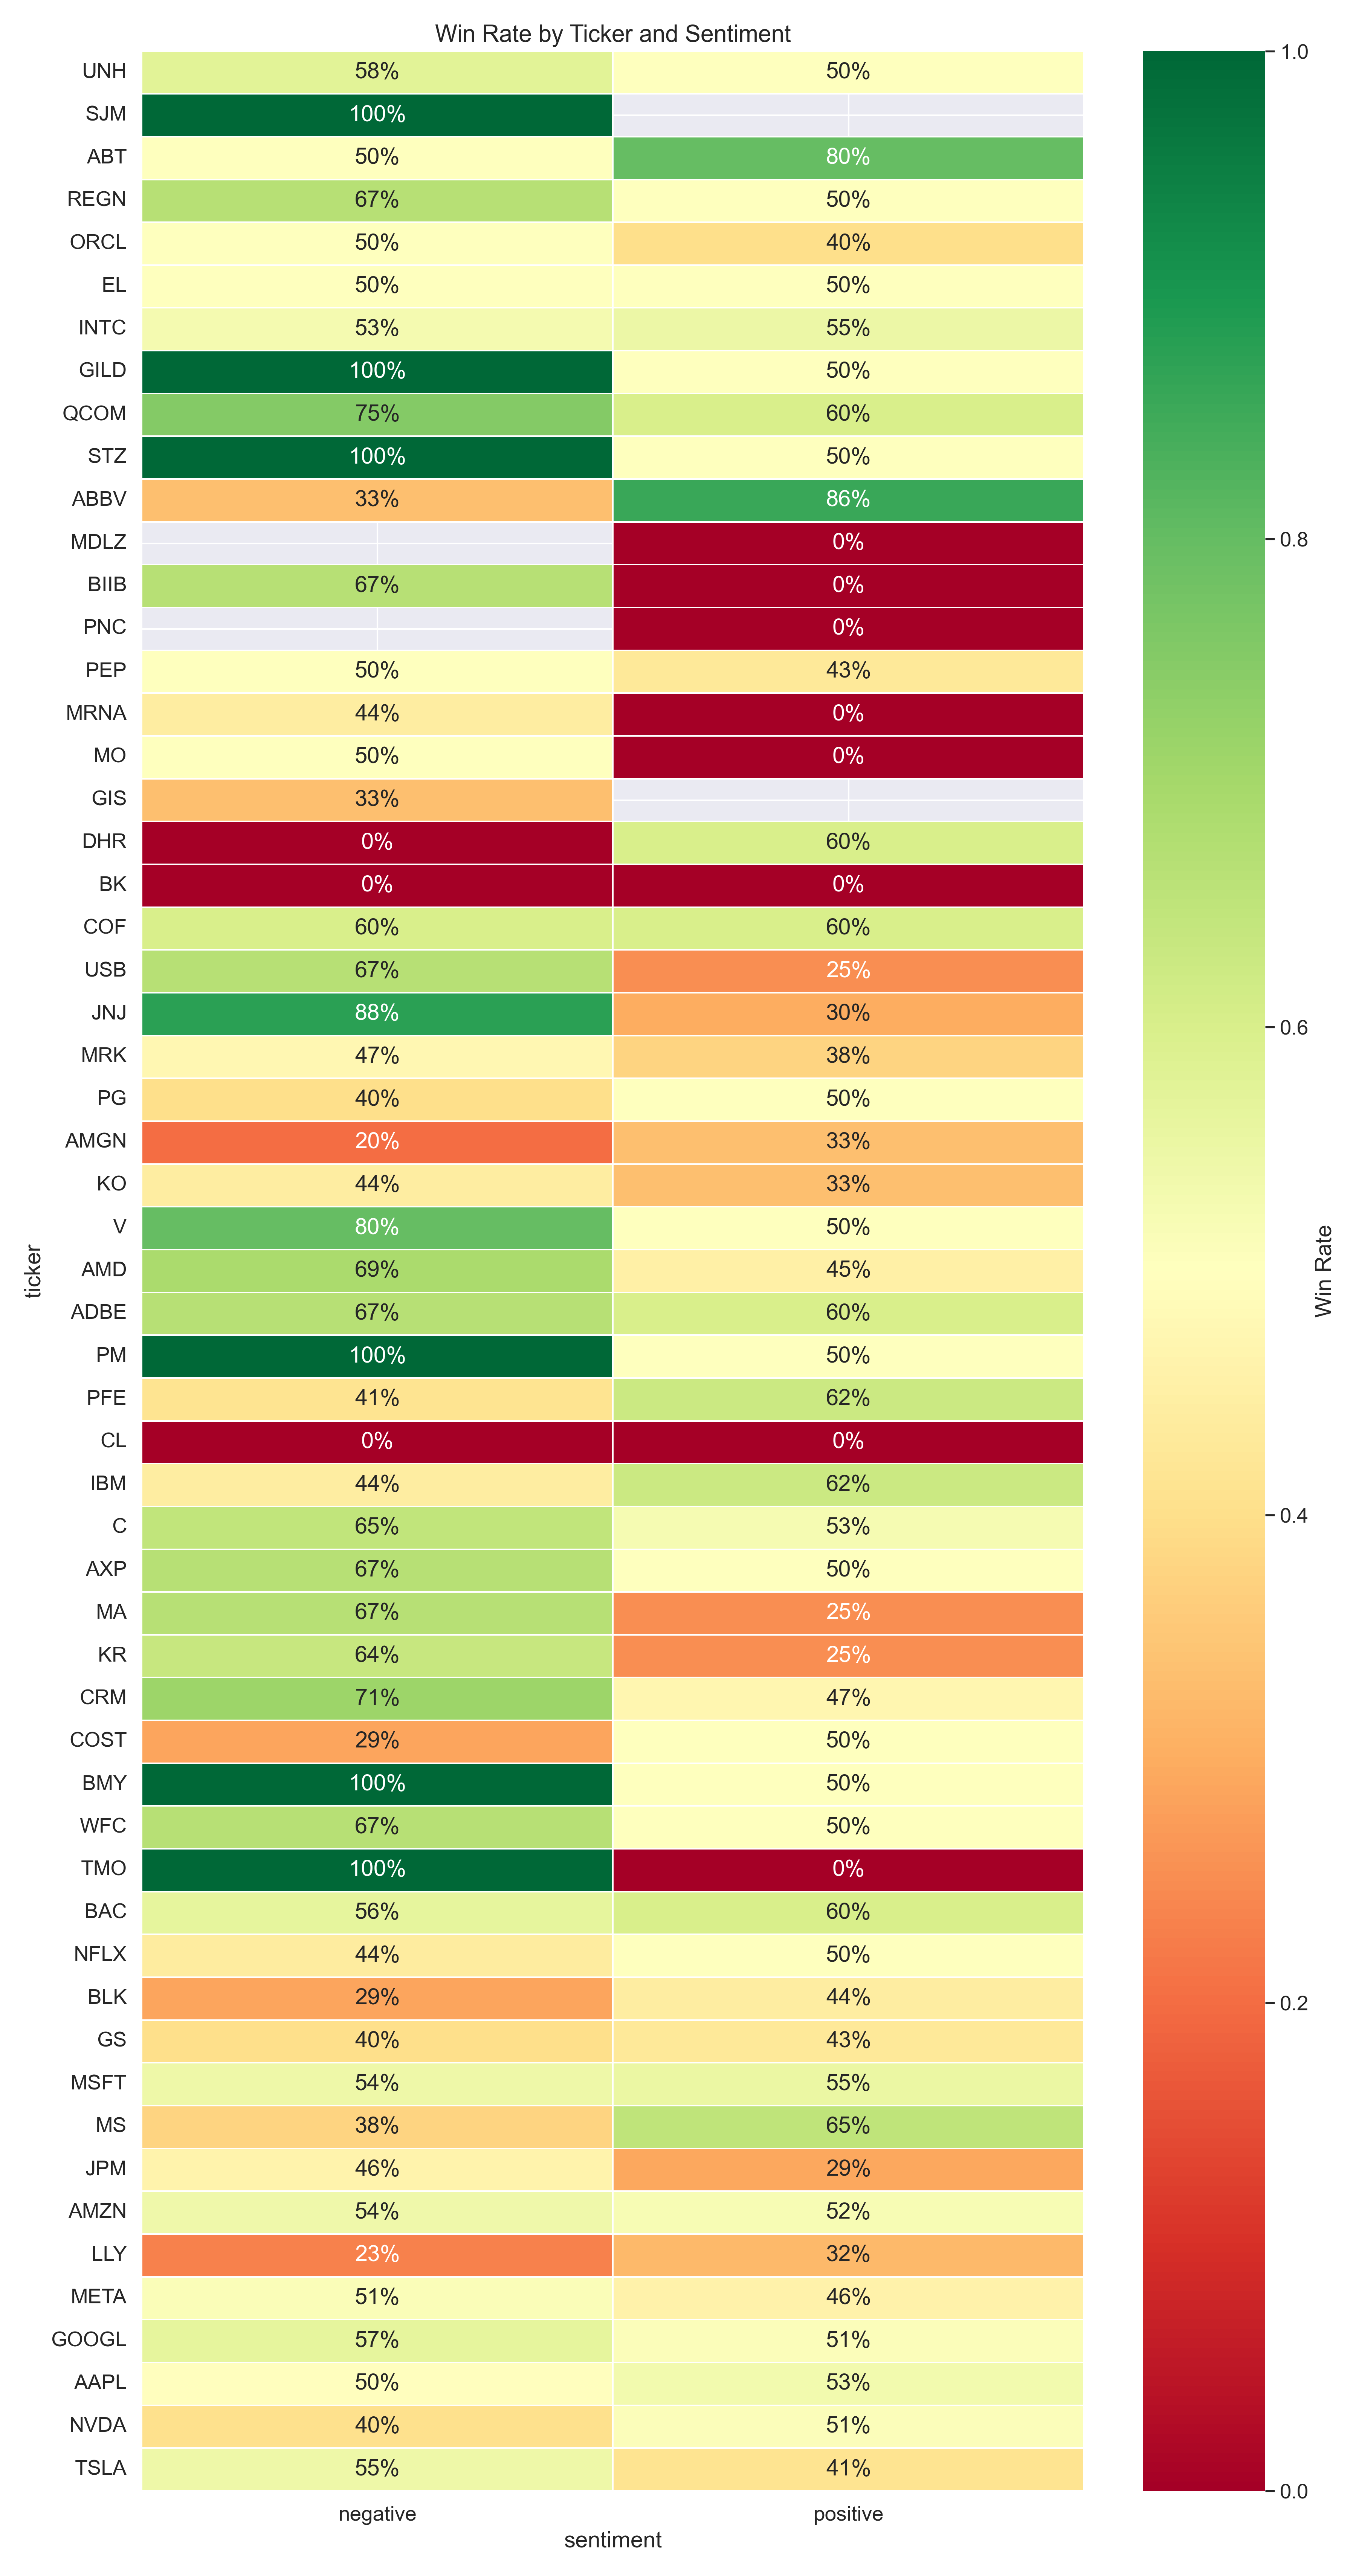 Win Rate by Ticker and Sentiment
UNH 58% 50%
SJM 100%
ABT 50% 80%
REGN 67% 50%
ORCL 50% 40%
EL 50% 50%
INTC 53% 55%
GILD 100% 50%
QCOM 75% 60%
STZ 100% 50%
ABBV 33% 86%
MDLZ 0%
BIIB 67% 0%
PNC 0%
PEP 50% 43%
MRNA 44% 0%
MO 50% 0%
GIS 33%
DHR 0% 60%
BK 0% 0%
COF 60% 60%
USB 67% 25%
JNJ 88% 30%
MRK 47% 38%
PG 40% 50%
AMGN 20% 33%
KO 44% 33%
V 80% 50%
AMD 69% 45%
ADBE 67% 60%
PM 100% 50%
PFE 41% 62%
CL 0% 0%
IBM 44% 62%
C 65% 53%
AXP 67% 50%
MA 67% 25%
KR 64% 25%
CRM 71% 47%
COST 29% 50%
BMY 100% 50%
WFC 67% 50%
TMO 100% 0%
BAC 56% 60%
NFLX 44% 50%
BLK 29% 44%
GS 40% 43%
MSFT 54% 55%
MS 38% 65%
JPM 46% 29%
AMZN 54% 52%
LLY 23% 32%
META 51% 46%
GOOGL 57% 51%
AAPL 50% 53%
NVDA 40% 51%
TSLA 55% 41%
negative positive
sentiment
ticker
1.0
0.8
0.6
0.4
0.2
0.0
Win Rate